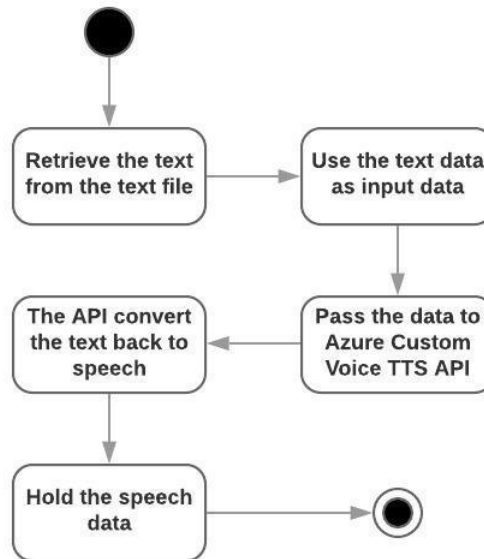 Retrieve the text
from the text file
Use the text data
as input data
Pass the data to
Azure Custom
Voice TTS API
The API convert
the text back to
speech
Hold the speech
data